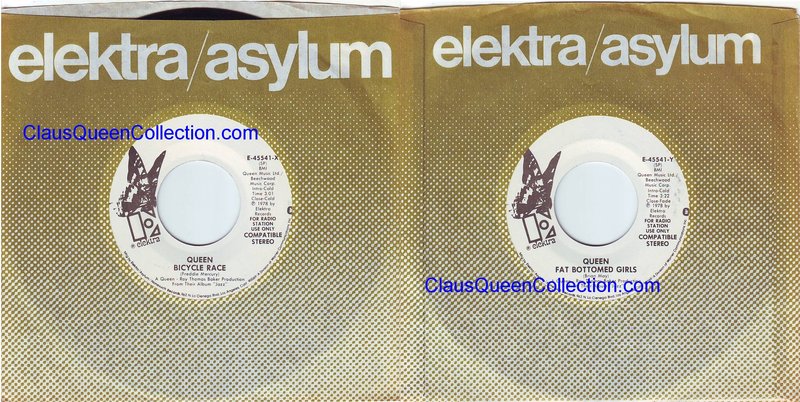 elektra/asylum
ClausQueenCollection.com
E-45541-X
(SP)
BMI
Queen Music Ltd./
Beechwood
Music Corp.
Intro-Cold
Time 3:01
Close-Cold
℗ 1978 by
Elektra
Records
FOR RADIO
STATION
USE ONLY
COMPATIBLE
STEREO
® elektra
QUEEN
BICYCLE RACE
(Freddie Mercury)
A Queen - Roy Thomas Baker Production
From Their Album "Jazz"
elektra/asylum
E-45541-Y
(SP)
BMI
Queen Music Ltd./
Beechwood
Music Corp.
Intro-Cold
Time 3:22
Close-Fade
℗ 1978 by
Elektra
Records
FOR RADIO
STATION
USE ONLY
COMPATIBLE
STEREO
® elektra
QUEEN
FAT BOTTOMED GIRLS
(Brian May)
ClausQueenCollection.com